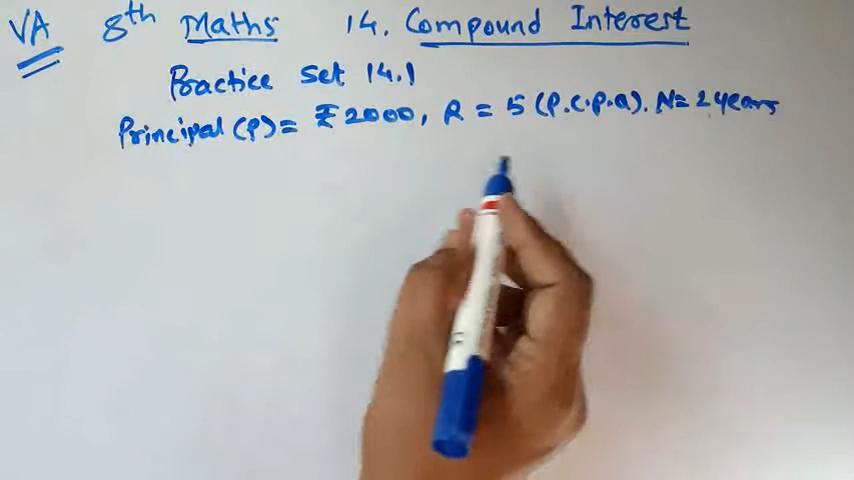 VA 8th Maths 14. Compound Interest
Practice Set 14.1
Principal (P) = ₹ 2000, R = 5 (P.C.P.a). N= 2 years